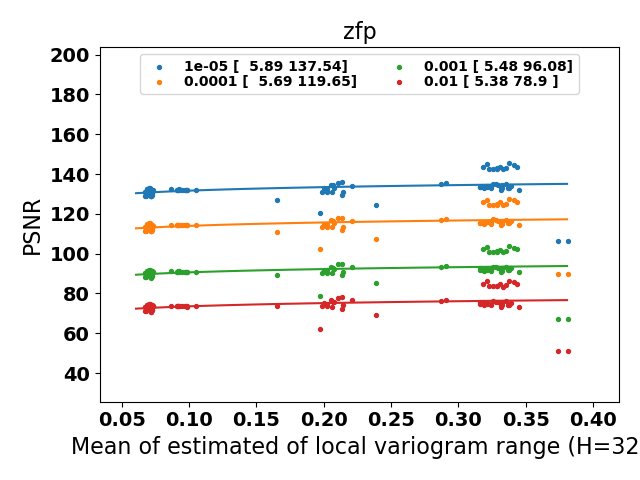 zfp
1e-05 [  5.89 137.54]
0.0001 [  5.69 119.65]
0.001 [ 5.48 96.08]
0.01 [ 5.38 78.9 ]
PSNR
200
180
160
140
120
100
80
60
40
0.05 0.10 0.15 0.20 0.25 0.30 0.35 0.40
Mean of estimated of local variogram range (H=32